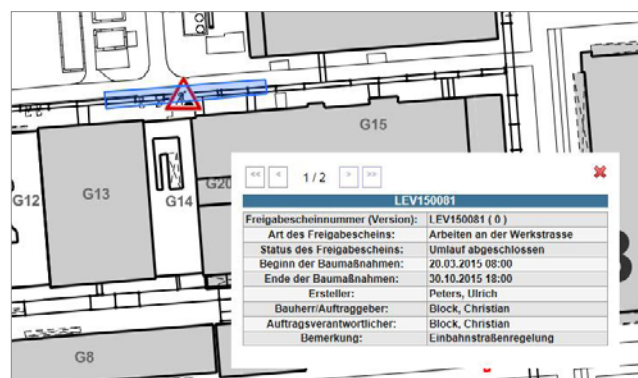 G15
G12
G13
G14
G20
G8
<< < 1 / 2 > >>
LEV150081
Freigabescheinnummer (Version): LEV150081 ( 0 )
Art des Freigabescheins: Arbeiten an der Werkstrasse
Status des Freigabescheins: Umlauf abgeschlossen
Beginn der Baumaßnahmen: 20.03.2015 08:00
Ende der Baumaßnahmen: 30.10.2015 18:00
Ersteller: Peters, Ulrich
Bauherr/Auftraggeber: Block, Christian
Auftragsverantwortlicher: Block, Christian
Bemerkung: Einbahnstraßenregelung